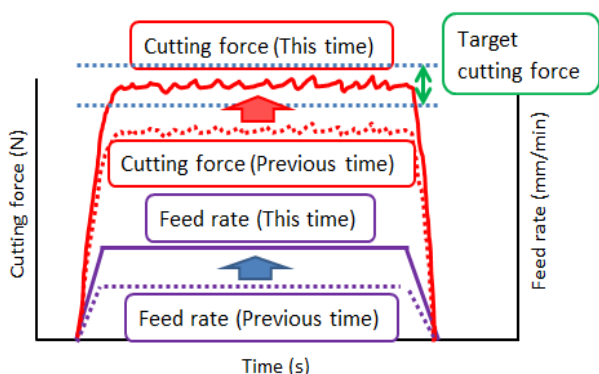 Cutting force (This time)
Target
cutting force
Cutting force (N)
Cutting force (Previous time)
Feed rate (This time)
Feed rate (Previous time)
Feed rate (mm/min)
Time (s)